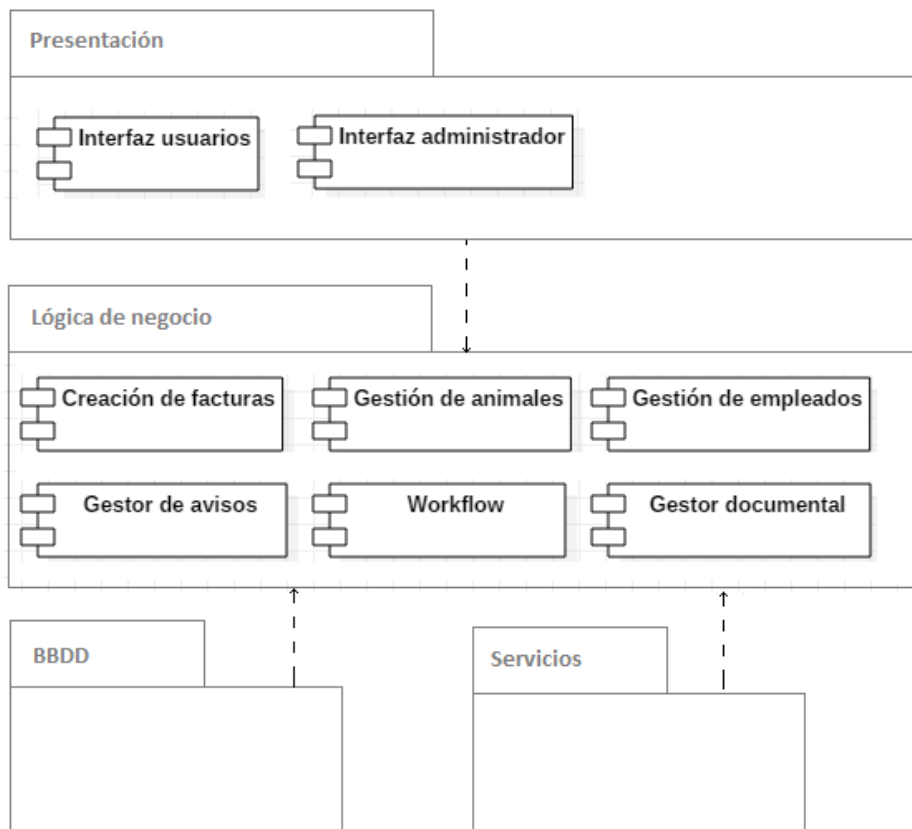 Presentación
Interfaz usuarios
Interfaz administrador
Lógica de negocio
Creación de facturas
Gestión de animales
Gestión de empleados
Gestor de avisos
Workflow
Gestor documental
BBDD
Servicios